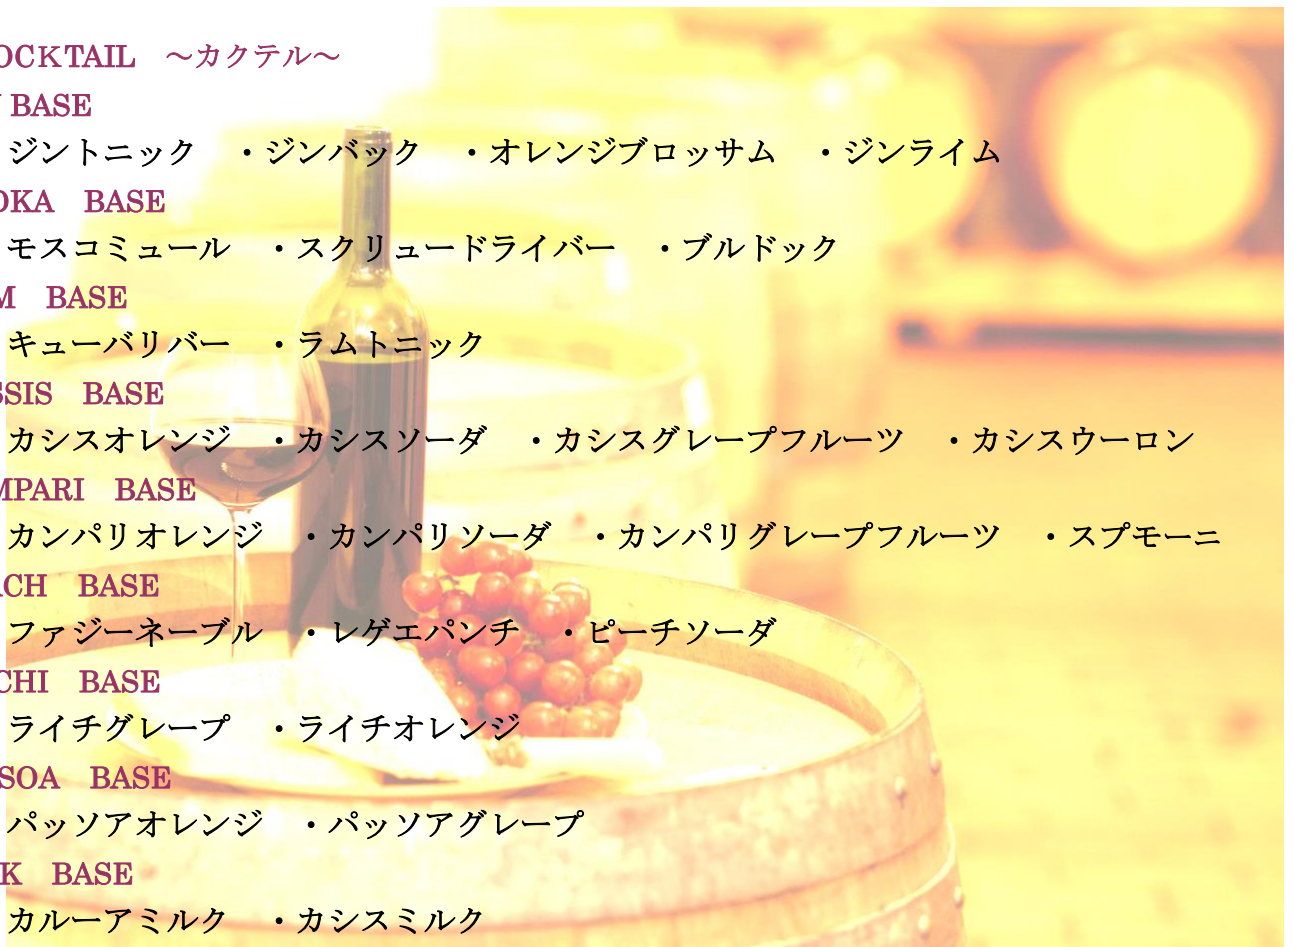 OCKTAIL　～カクテル～
BASE
ジントニック　・ジンバック　・オレンジブロッサム　・ジンライム
OKA　BASE
モスコミュール　・スクリュードライバー　・ブルドック
M　BASE
キューバリバー　・ラムトニック
SSIS　BASE
カシスオレンジ　・カシスソーダ　・カシスグレープフルーツ　・カシスウーロン
MPARI　BASE
カンパリオレンジ　・カンパリソーダ　・カンパリグレープフルーツ　・スプモーニ
CH　BASE
ファジーネーブル　・レゲエパンチ　・ピーチソーダ
CHI　BASE
ライチグレープ　・ライチオレンジ
SOA　BASE
パッソアオレンジ　・パッソアグレープ
K　BASE
カルーアミルク　・カシスミルク